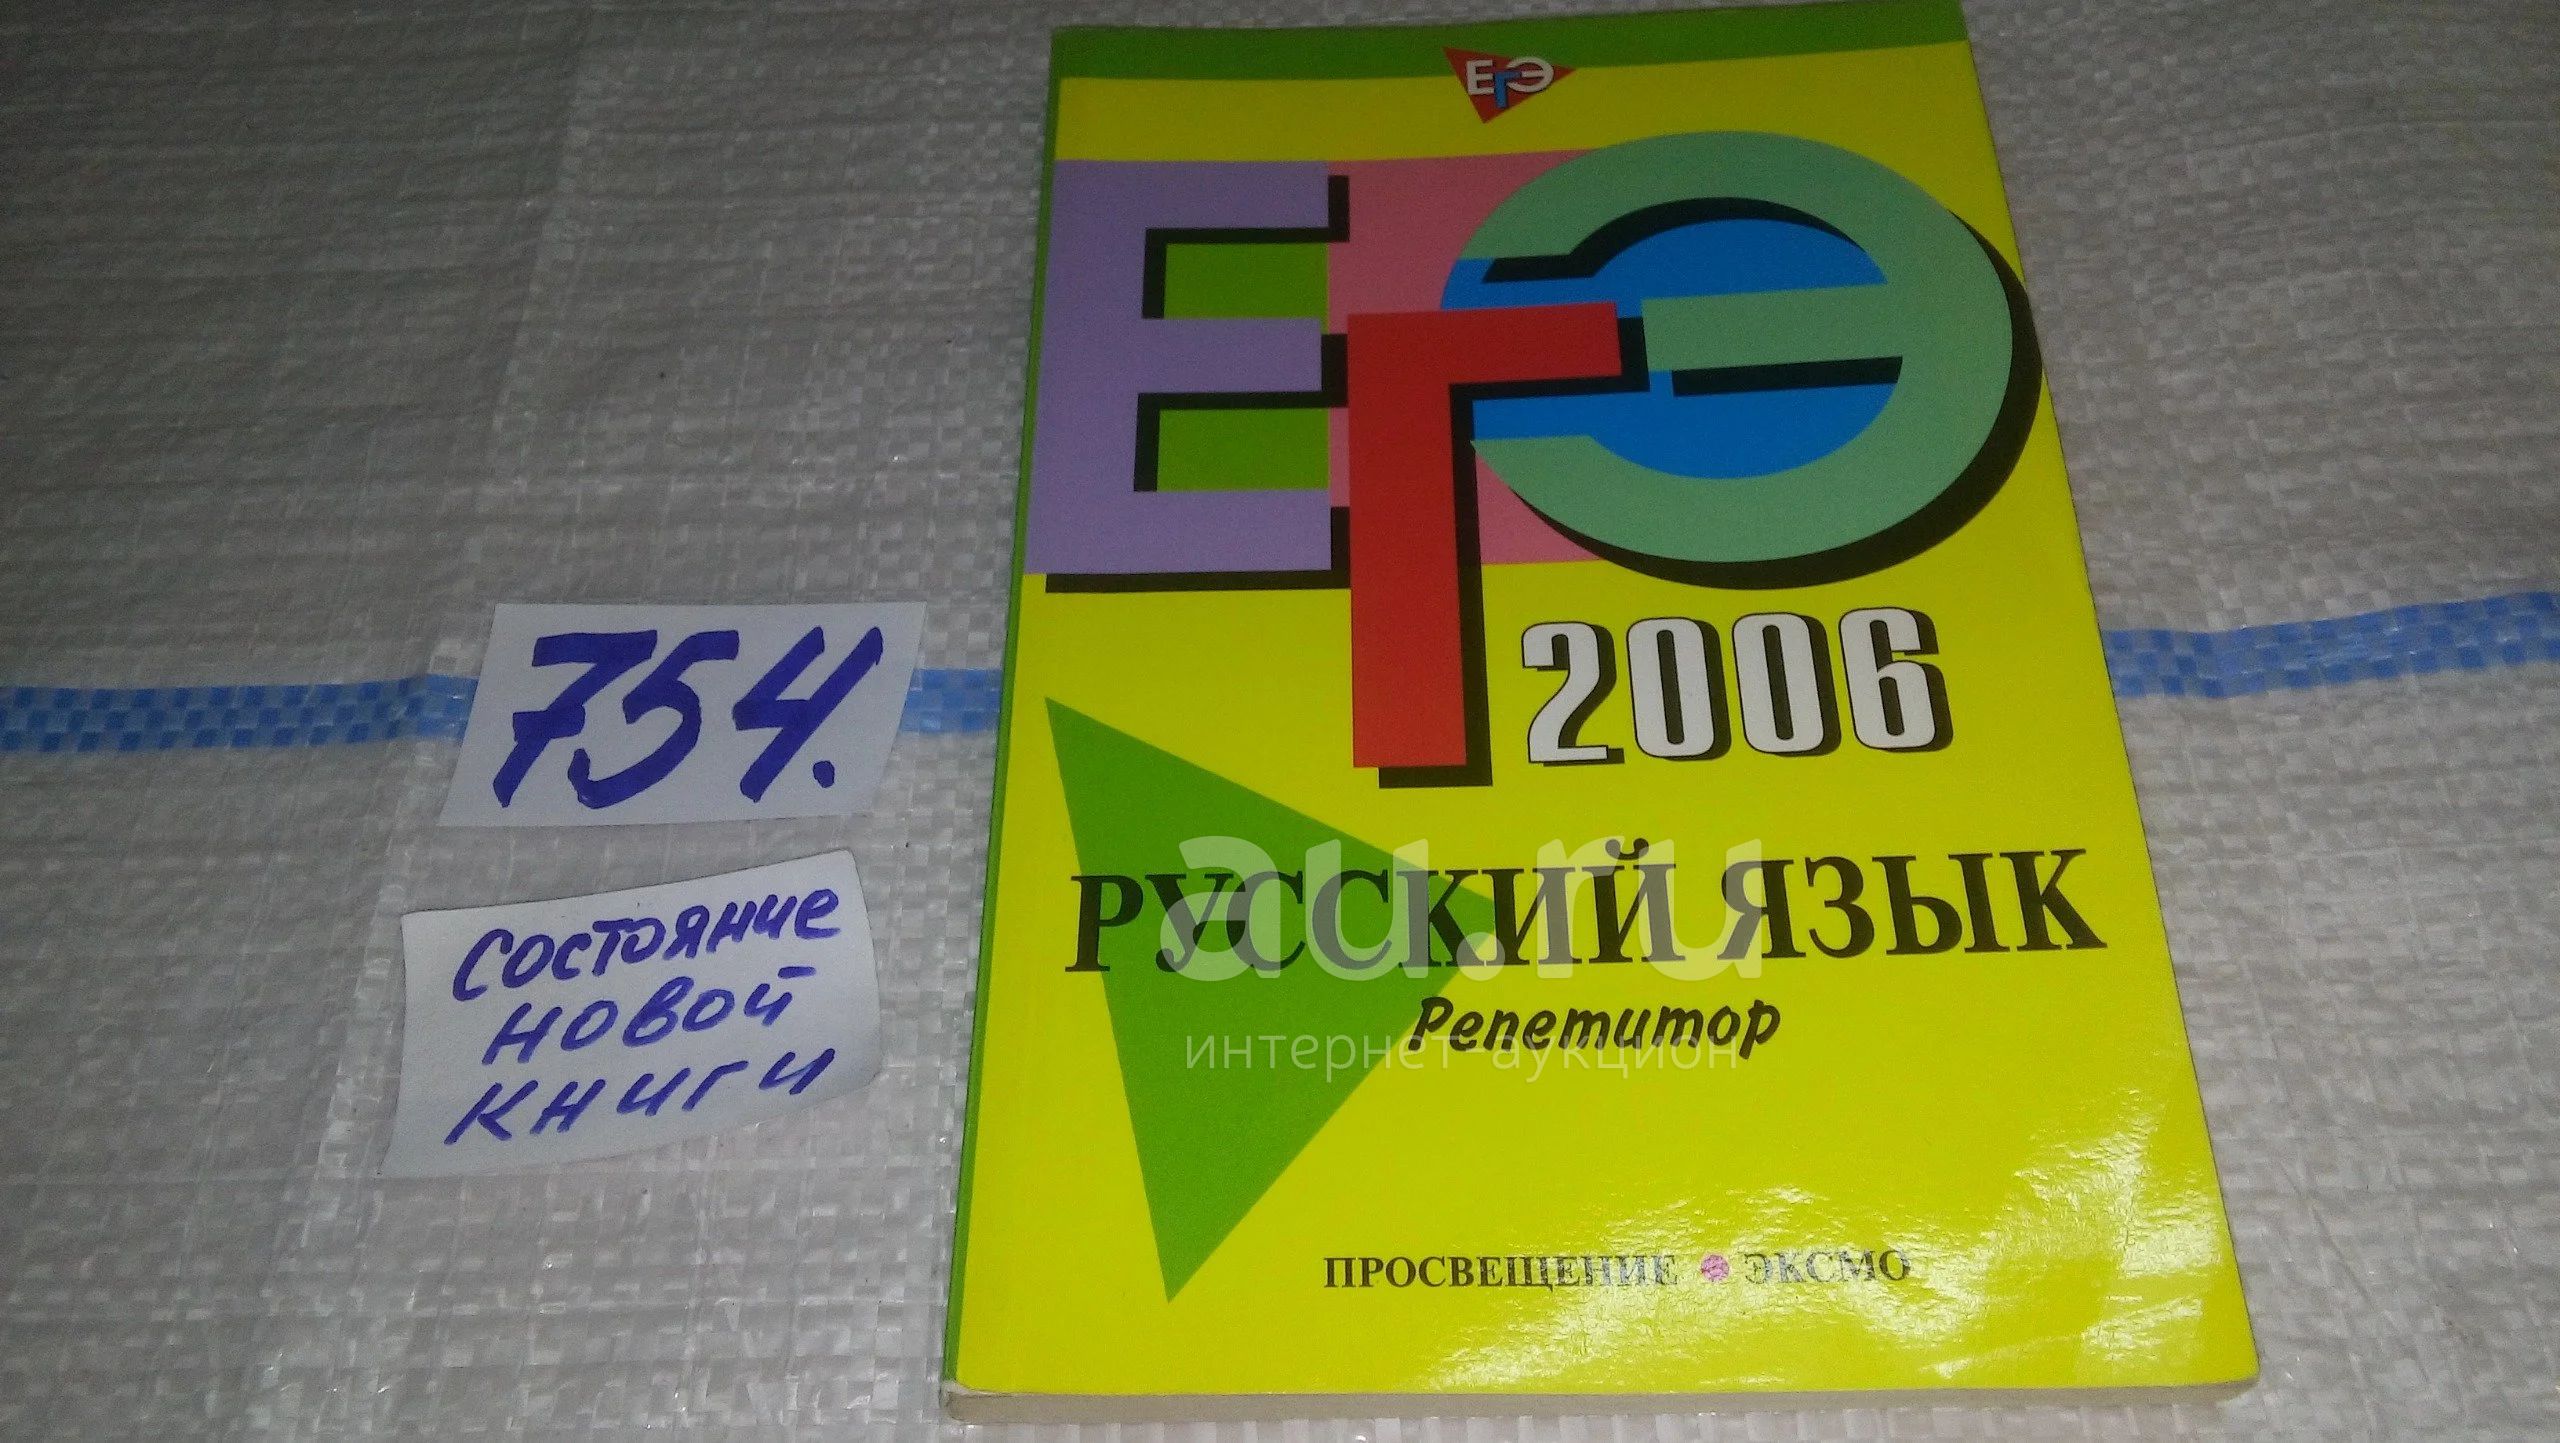 ЕГЭ
ЕГЭ
2006
РУССКИЙ ЯЗЫК
Репетитор
ПРОСВЕЩЕНИЕ • ЭКСМО
754.
Состояние
новой
книги
au.ru
интернет-аукцион